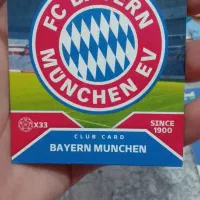 FC BAYERN
MÜNCHEN EV
X33
SINCE
1900
CLUB CARD
BAYERN MUNCHEN